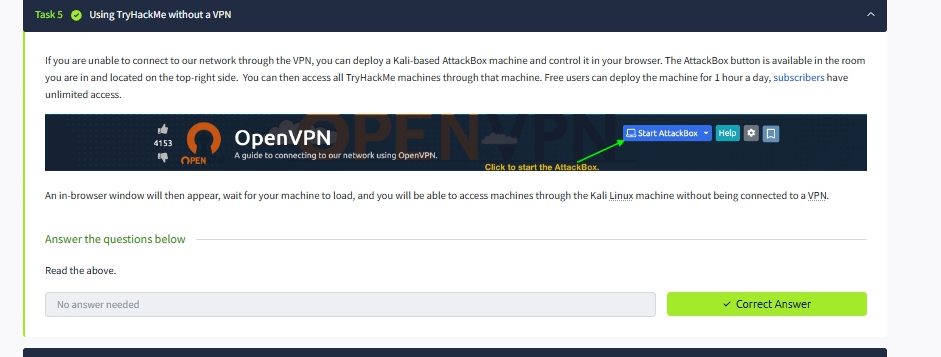 Task 5 Using TryHackMe without a VPN
If you are unable to connect to our network through the VPN, you can deploy a Kali-based AttackBox machine and control it in your browser. The AttackBox button is available in the room
you are in and located on the top-right side. You can then access all TryHackMe machines through that machine. Free users can deploy the machine for 1 hour a day, subscribers have
unlimited access.
OPENVPN
4153
OPEN
OpenVPN
A guide to connecting to our network using OpenVPN.
Start AttackBox Help
Click to start the AttackBox.
An in-browser window will then appear, wait for your machine to load, and you will be able to access machines through the Kali Linux machine without being connected to a VPN.
Answer the questions below
Read the above.
No answer needed
Correct Answer